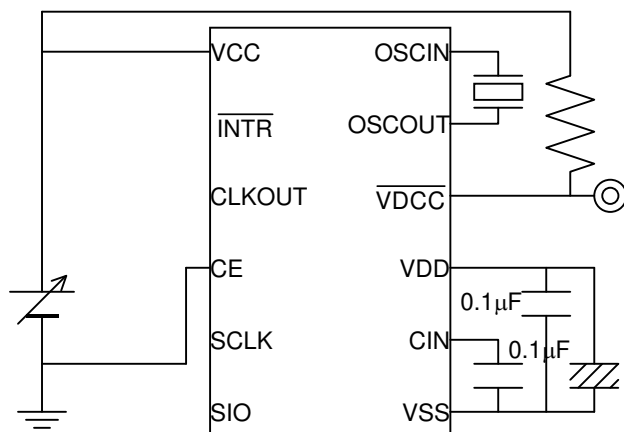 VCC
OSCIN
INTR
OSCOUT
CLKOUT
VDCC
CE
VDD
0.1μF
SCLK
CIN
0.1μF
SIO
VSS